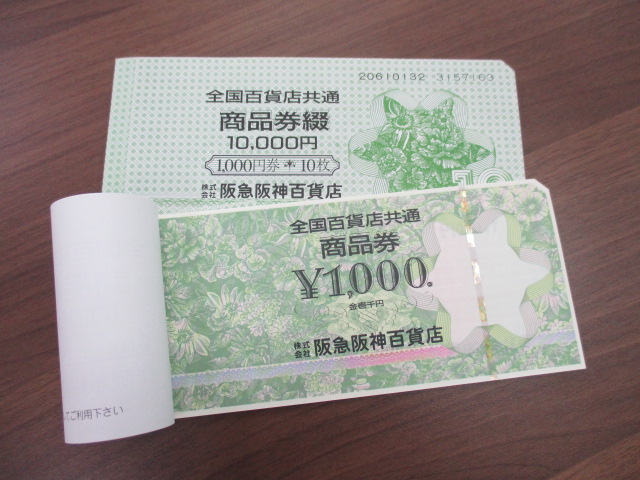 20610132 3157163
全国百貨店共通
商品券綴
10,000円
1,000円券＊10枚
株式会社 阪急阪神百貨店
10
全国百貨店共通
商品券
¥1,000.
金壱千円
株式会社 阪急阪神百貨店
てご利用下さい